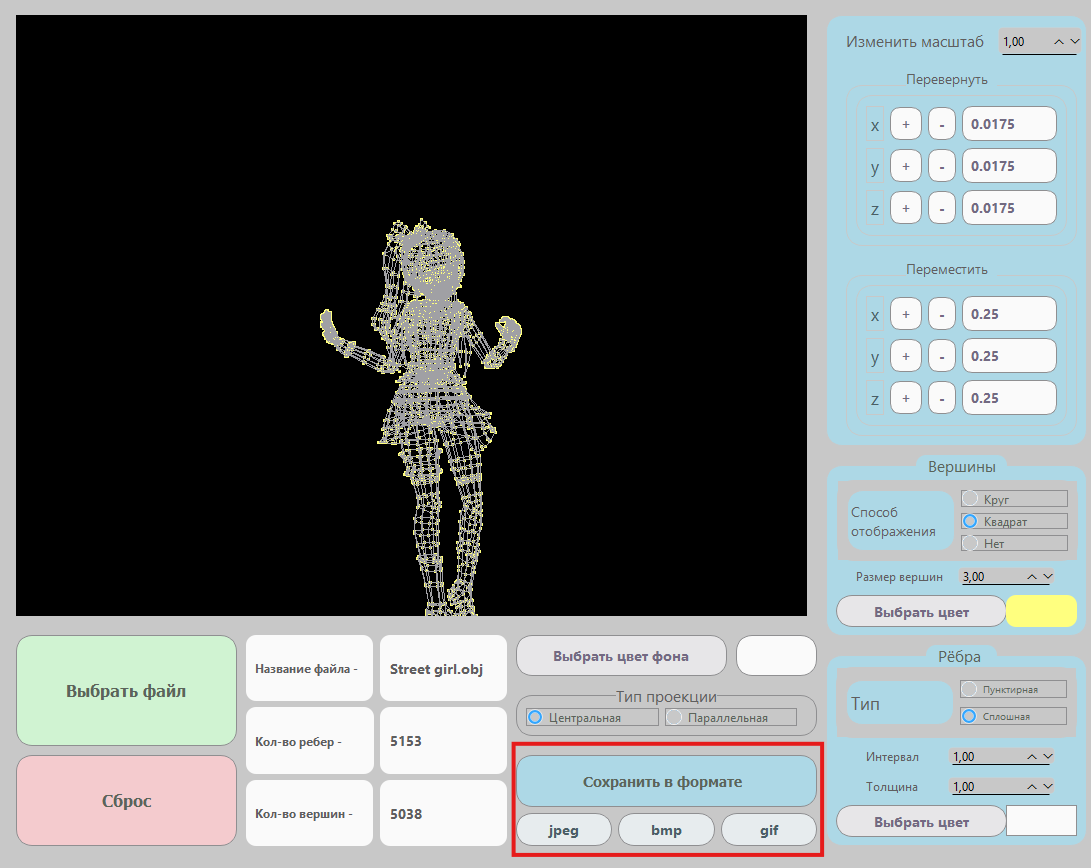 Изменить масштаб 1,00
Перевернуть
x + - 0.0175
y + - 0.0175
z + - 0.0175
Переместить
x + - 0.25
y + - 0.25
z + - 0.25
Вершины
Способ
отображения
Круг
Квадрат
Нет
Размер вершин 3,00
Выбрать цвет
Рёбра
Тип
Пунктирная
Сплошная
Интервал 1,00
Толщина 1,00
Выбрать цвет
Выбрать файл
Сброс
Название файла - Street girl.obj
Кол-во ребер - 5153
Кол-во вершин - 5038
Выбрать цвет фона
Тип проекции
Центральная Параллельная
Сохранить в формате
jpeg bmp gif